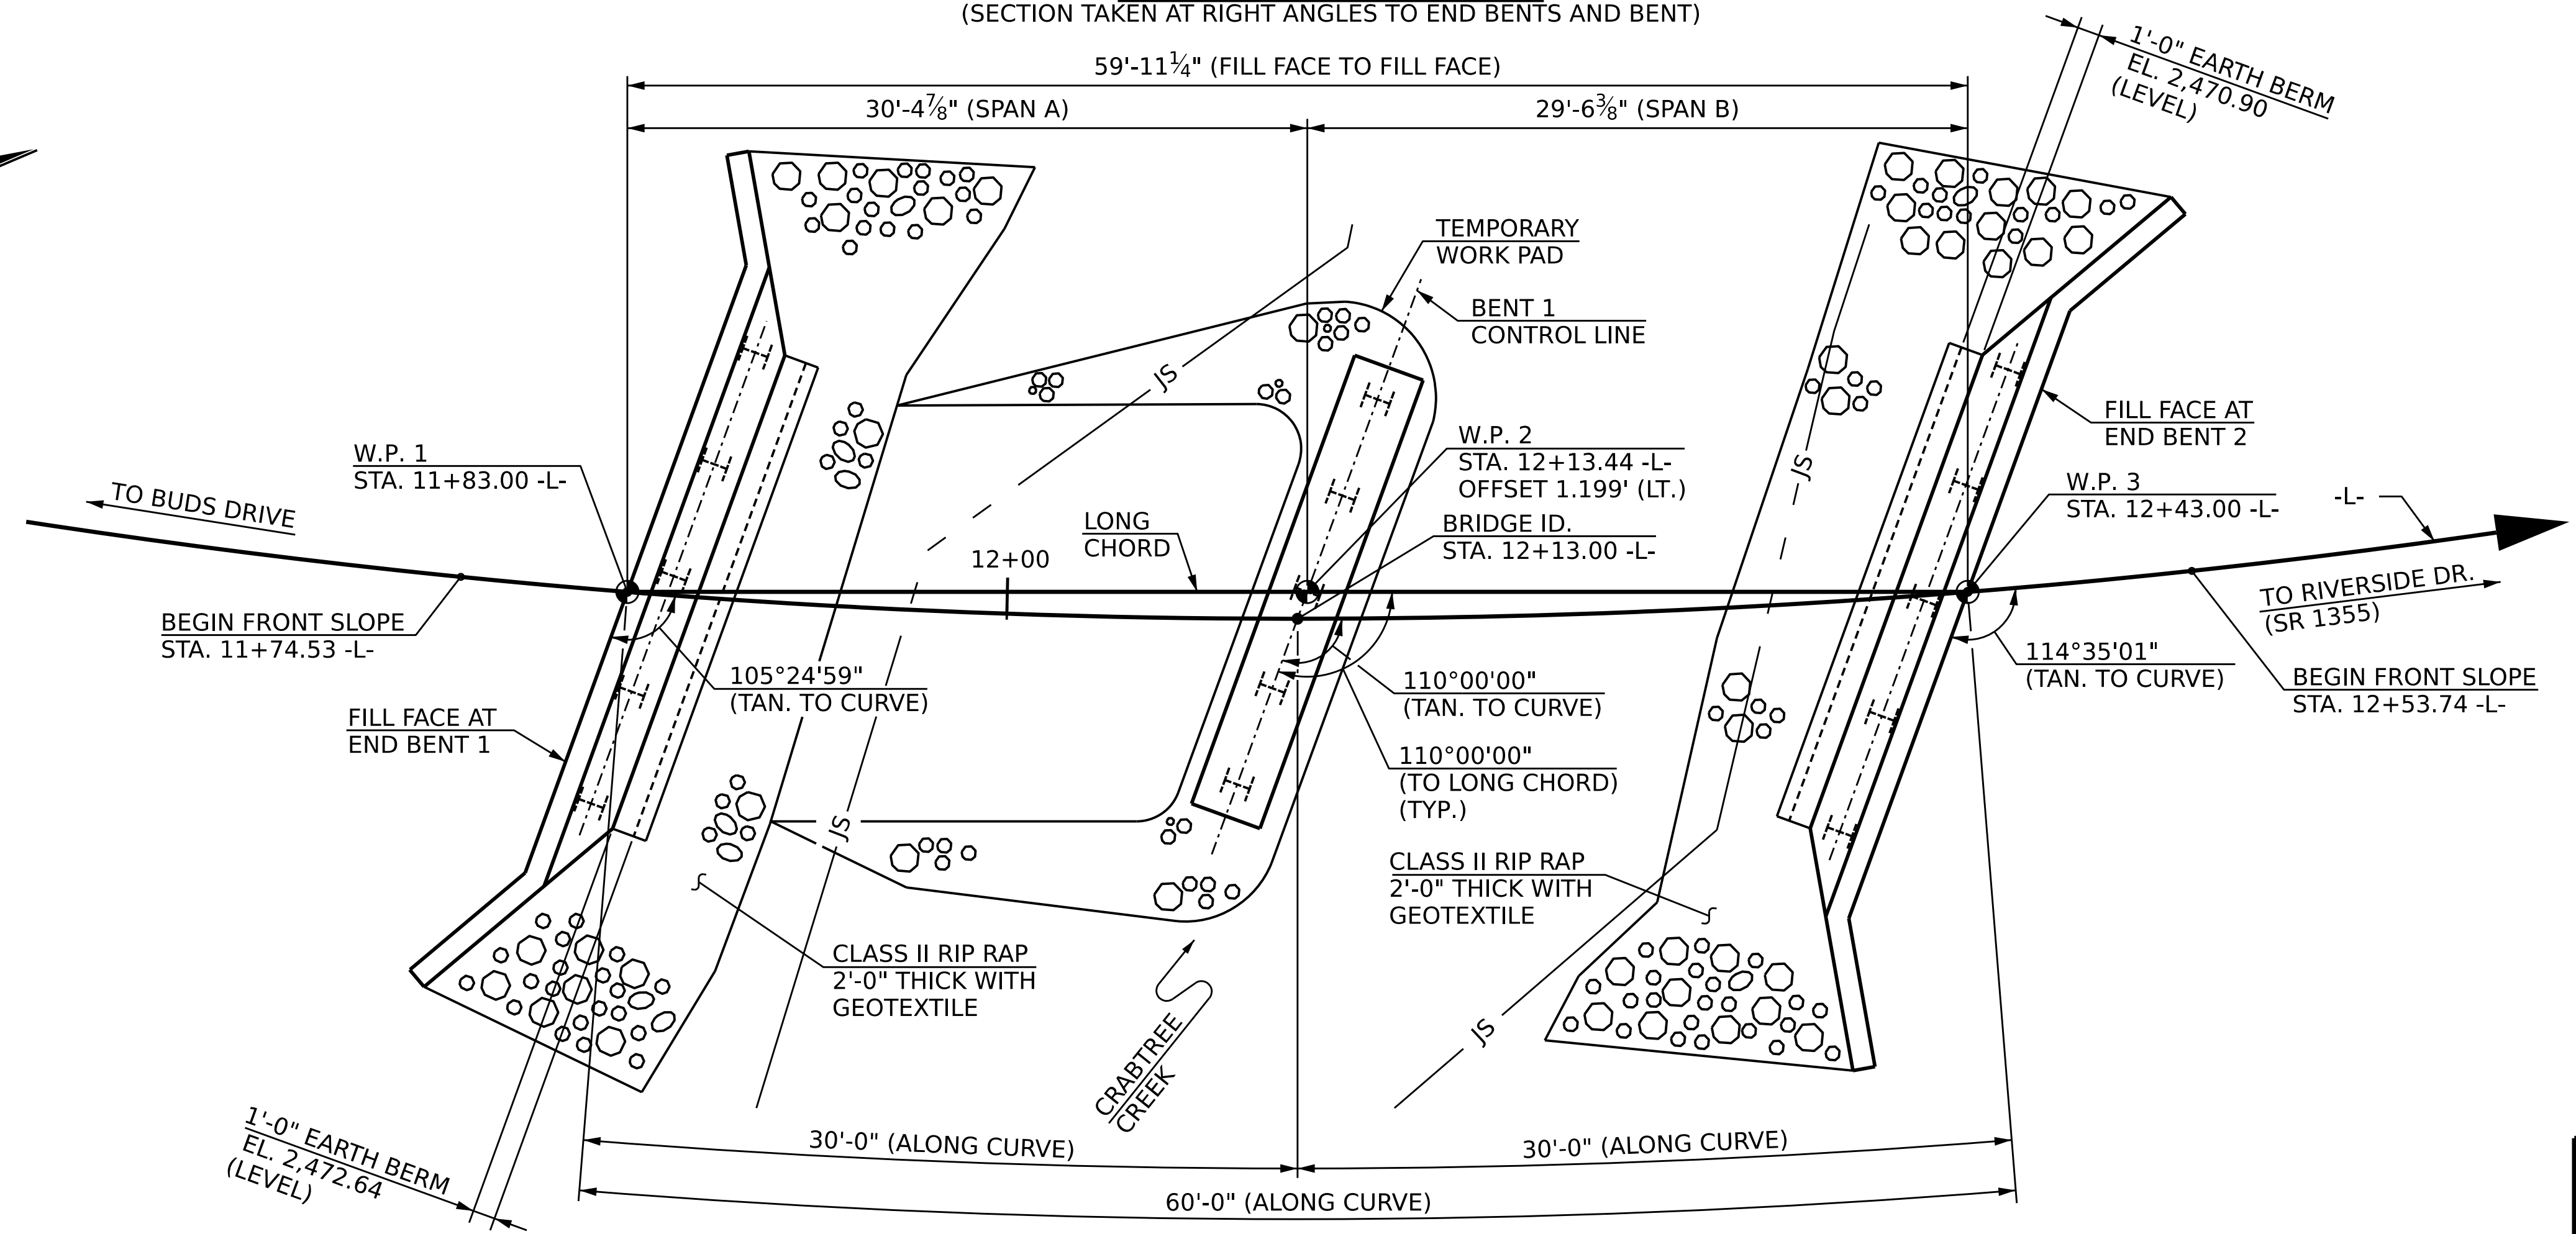 (SECTION TAKEN AT RIGHT ANGLES TO END BENTS AND BENT)
59'-11¼" (FILL FACE TO FILL FACE)
30'-4⅞" (SPAN A)
29'-6⅜" (SPAN B)
1'-0" EARTH BERM
EL. 2,470.90
(LEVEL)
TEMPORARY
WORK PAD
BENT 1
CONTROL LINE
JS
JS
FILL FACE AT
END BENT 2
W.P. 1
STA. 11+83.00 -L-
W.P. 2
STA. 12+13.44 -L-
OFFSET 1.199' (LT.)
BRIDGE ID.
STA. 12+13.00 -L-
W.P. 3
STA. 12+43.00 -L-
-L-
TO BUDS DRIVE
LONG
CHORD
12+00
TO RIVERSIDE DR.
(SR 1355)
BEGIN FRONT SLOPE
STA. 11+74.53 -L-
105°24'59"
(TAN. TO CURVE)
110°00'00"
(TAN. TO CURVE)
114°35'01"
(TAN. TO CURVE)
BEGIN FRONT SLOPE
STA. 12+53.74 -L-
FILL FACE AT
END BENT 1
110°00'00"
(TO LONG CHORD)
(TYP.)
JS
CLASS II RIP RAP
2'-0" THICK WITH
GEOTEXTILE
CLASS II RIP RAP
2'-0" THICK WITH
GEOTEXTILE
JS
CRABTREE
CREEK
1'-0" EARTH BERM
EL. 2,472.64
(LEVEL)
30'-0" (ALONG CURVE)
30'-0" (ALONG CURVE)
60'-0" (ALONG CURVE)